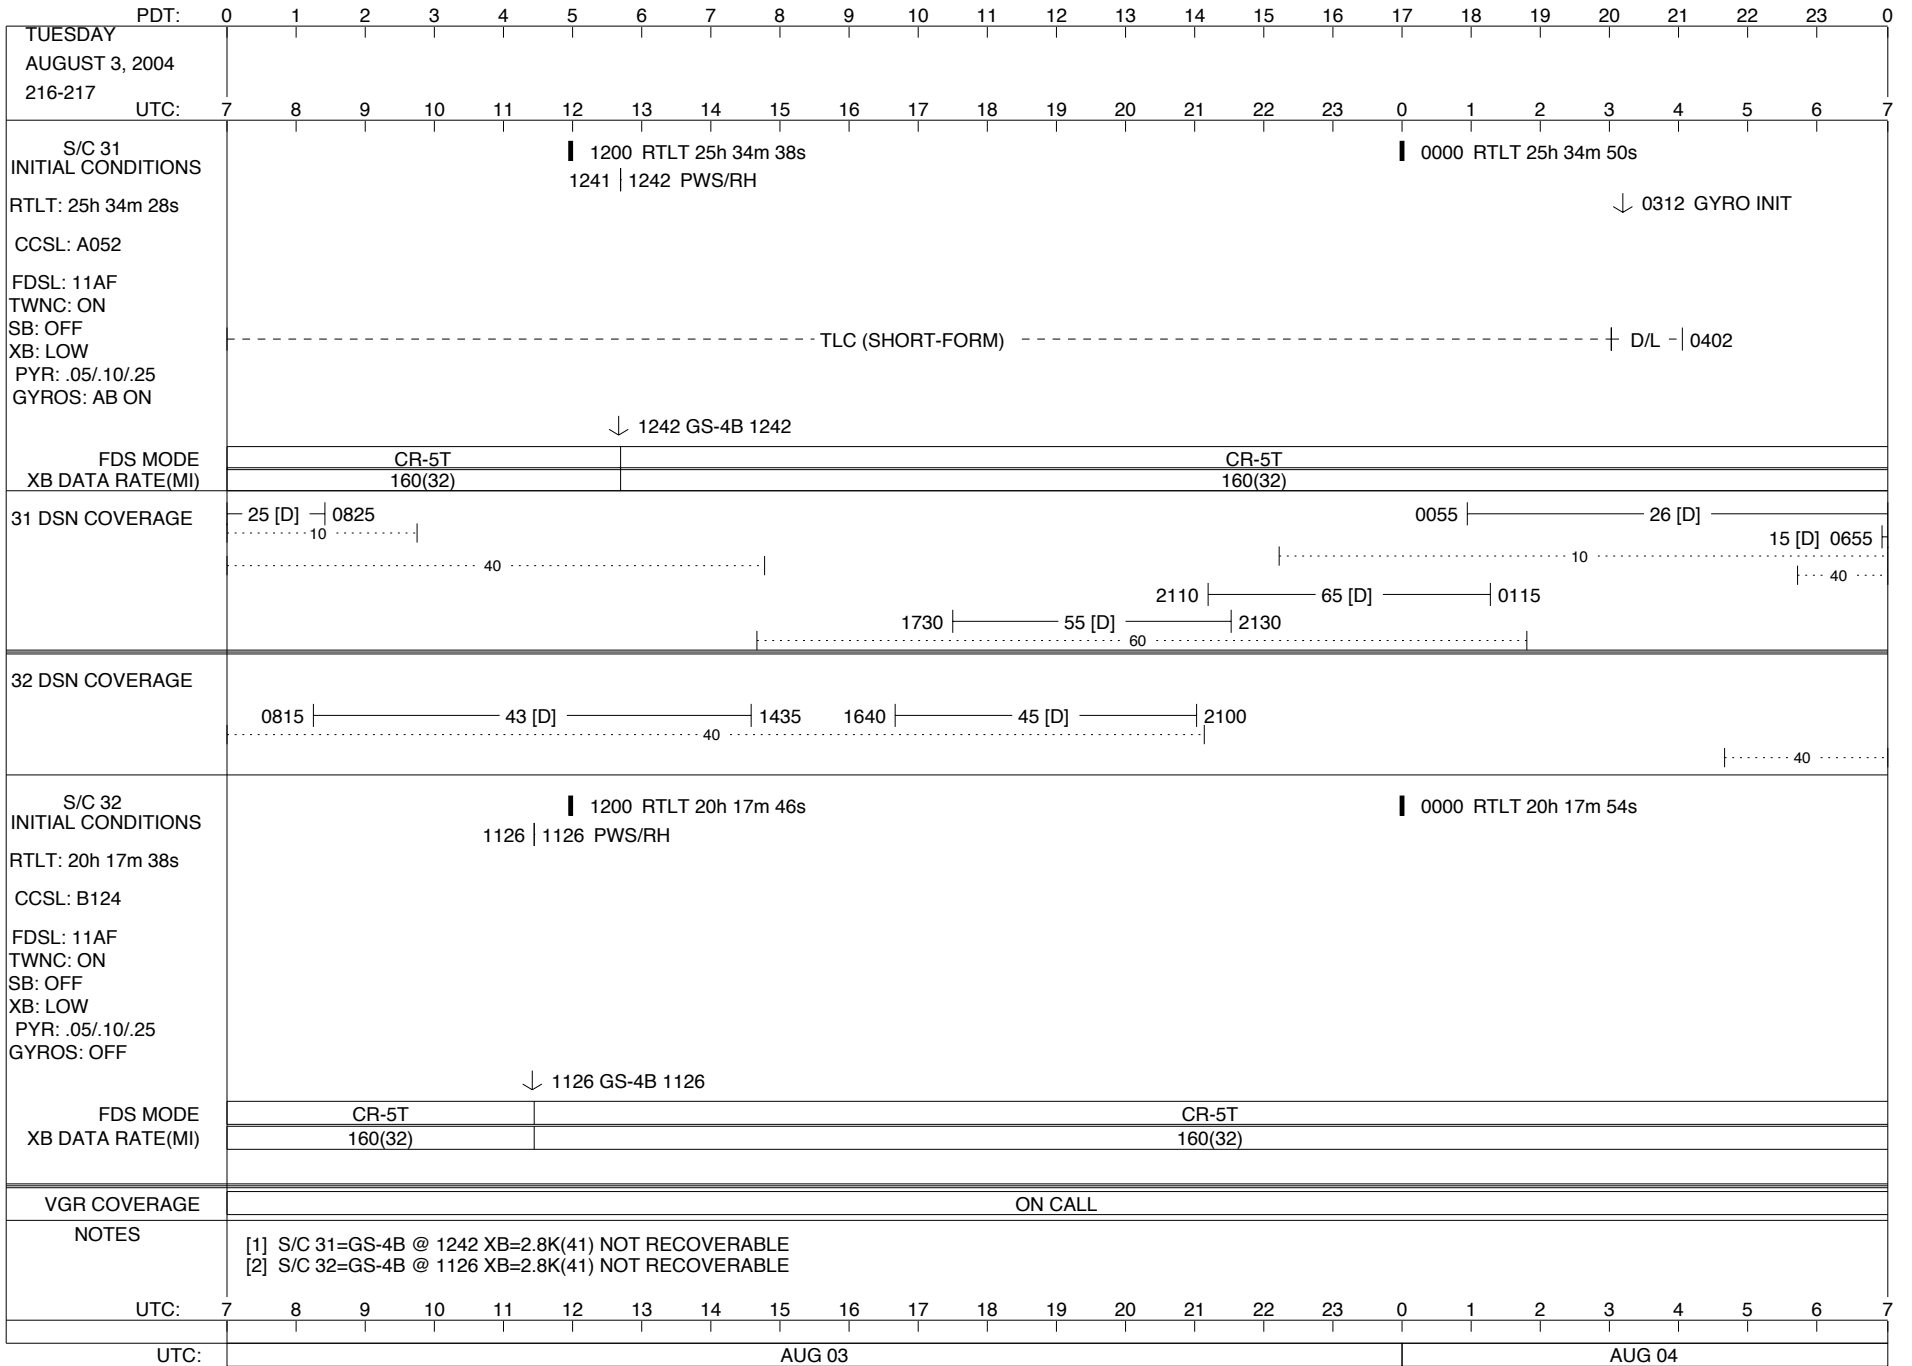 PDT: 0 1 2 3 4 5 6 7 8 9 10 11 12 13 14 15 16 17 18 19 20 21 22 23 0
TUESDAY
AUGUST 3, 2004
216-217
UTC: 7 8 9 10 11 12 13 14 15 16 17 18 19 20 21 22 23 0 1 2 3 4 5 6 7
S/C 31
INITIAL CONDITIONS
1200 RTLT 25h 34m 38s 0000 RTLT 25h 34m 50s
1241 1242 PWS/RH
RTLT: 25h 34m 28s
0312 GYRO INIT
CCSL: A052
FDSL: 11AF
TWNC: ON
SB: OFF
TLC (SHORT-FORM) D/L 0402
XB: LOW
PYR: .05/.10/.25
GYROS: AB ON
1242 GS-4B 1242
FDS MODE CR-5T CR-5T
XB DATA RATE(MI) 160(32) 160(32)
31 DSN COVERAGE 25 [D] 0825 0055 26 [D]
10
15 [D] 0655
10
40
40
2110 65 [D] 0115
1730 55 [D] 2130
60
32 DSN COVERAGE
0815 43 [D] 1435 1640 45 [D] 2100
40
40
S/C 32
INITIAL CONDITIONS
1200 RTLT 20h 17m 46s 0000 RTLT 20h 17m 54s
1126 1126 PWS/RH
RTLT: 20h 17m 38s
CCSL: B124
FDSL: 11AF
TWNC: ON
SB: OFF
XB: LOW
PYR: .05/.10/.25
GYROS: OFF
1126 GS-4B 1126
FDS MODE CR-5T CR-5T
XB DATA RATE(MI) 160(32) 160(32)
VGR COVERAGE ON CALL
NOTES
[1] S/C 31=GS-4B @ 1242 XB=2.8K(41) NOT RECOVERABLE
[2] S/C 32=GS-4B @ 1126 XB=2.8K(41) NOT RECOVERABLE
UTC: 7 8 9 10 11 12 13 14 15 16 17 18 19 20 21 22 23 0 1 2 3 4 5 6 7
UTC: AUG 03 AUG 04